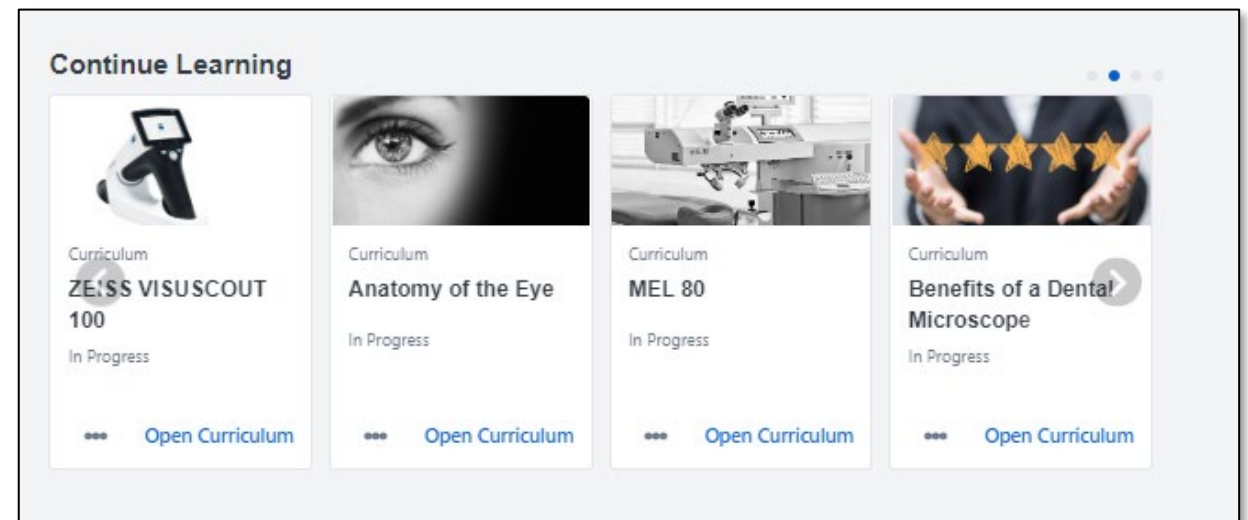 Continue Learning
Curriculum
ZEISS VISUSCOUT
100
In Progress
Open Curriculum
Curriculum
Anatomy of the Eye
In Progress
Open Curriculum
Curriculum
MEL 80
In Progress
Open Curriculum
Curriculum
Benefits of a Dental
Microscope
In Progress
Open Curriculum